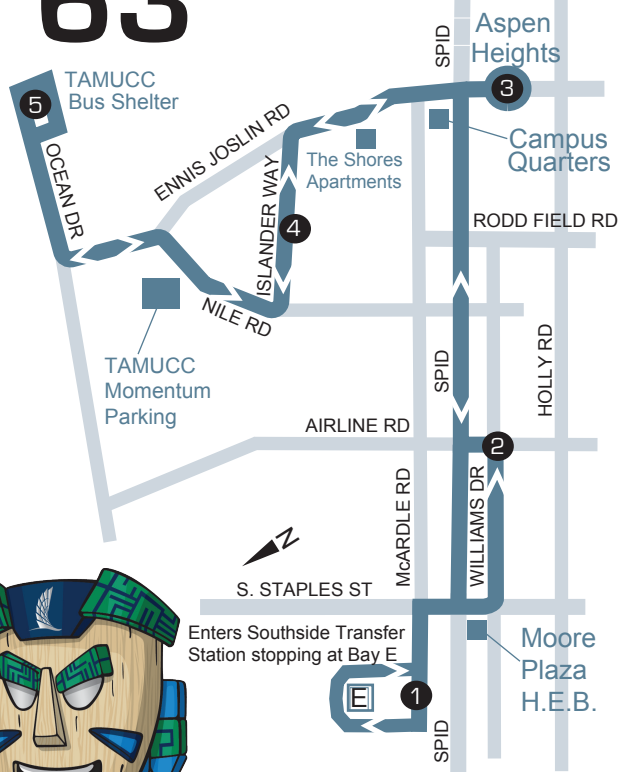 63
SPID
Aspen
Heights
3
TAMUCC
Bus Shelter
5
ENNIS JOSLIN RD
The Shores
Apartments
Campus
Quarters
OCEAN DR
ISLANDER WAY
4
RODD FIELD RD
NILE RD
TAMUCC
Momentum
Parking
SPID
HOLLY RD
AIRLINE RD
2
McARDLE RD
WILLIAMS DR
N
S. STAPLES ST
Enters Southside Transfer
Station stopping at Bay E
E
1
Moore
Plaza
H.E.B.
SPID